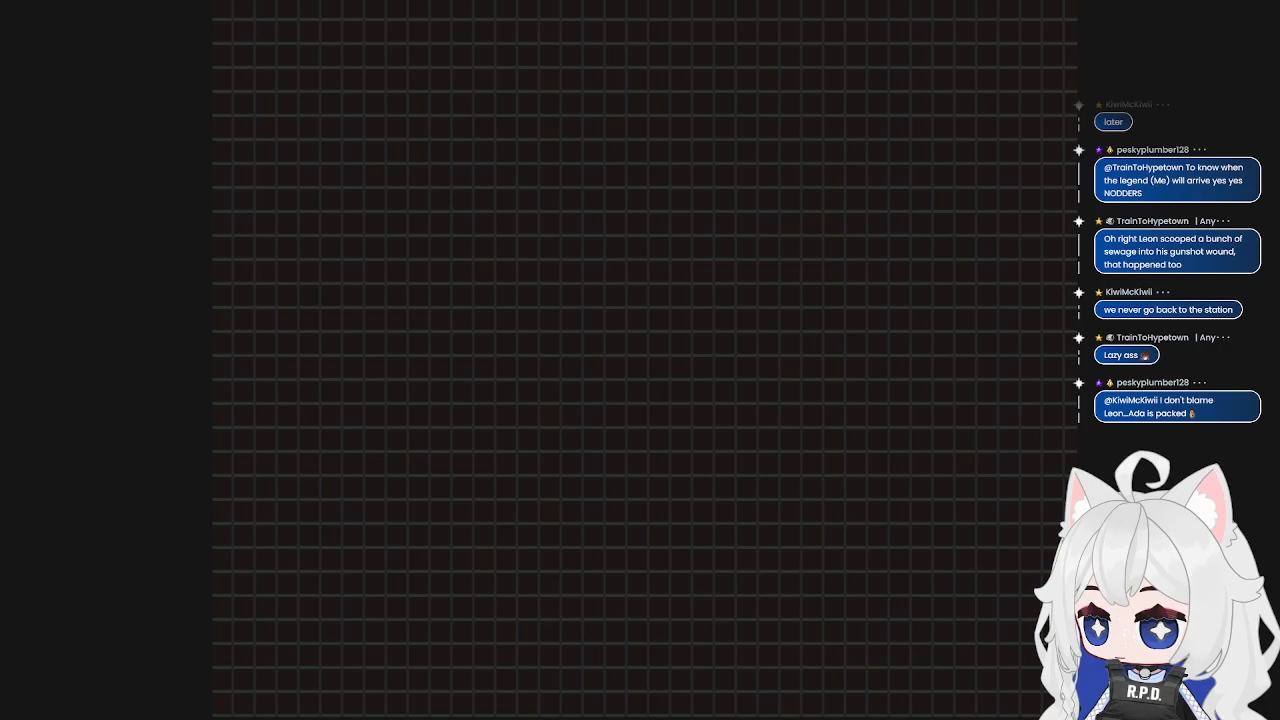 KiwiMcKiwii
later
peskyplumber128
@TrainToHypetown To know when
the legend (Me) will arrive yes yes
NODDERS
TrainToHypetown | Any
Oh right Leon scooped a bunch of
sewage into his gunshot wound,
that happened too
KiwiMcKiwii
we never go back to the station
TrainToHypetown | Any
Lazy ass
peskyplumber128
@KiwiMcKiwii I don't blame
Leon...Ada is packed
R.P.D.